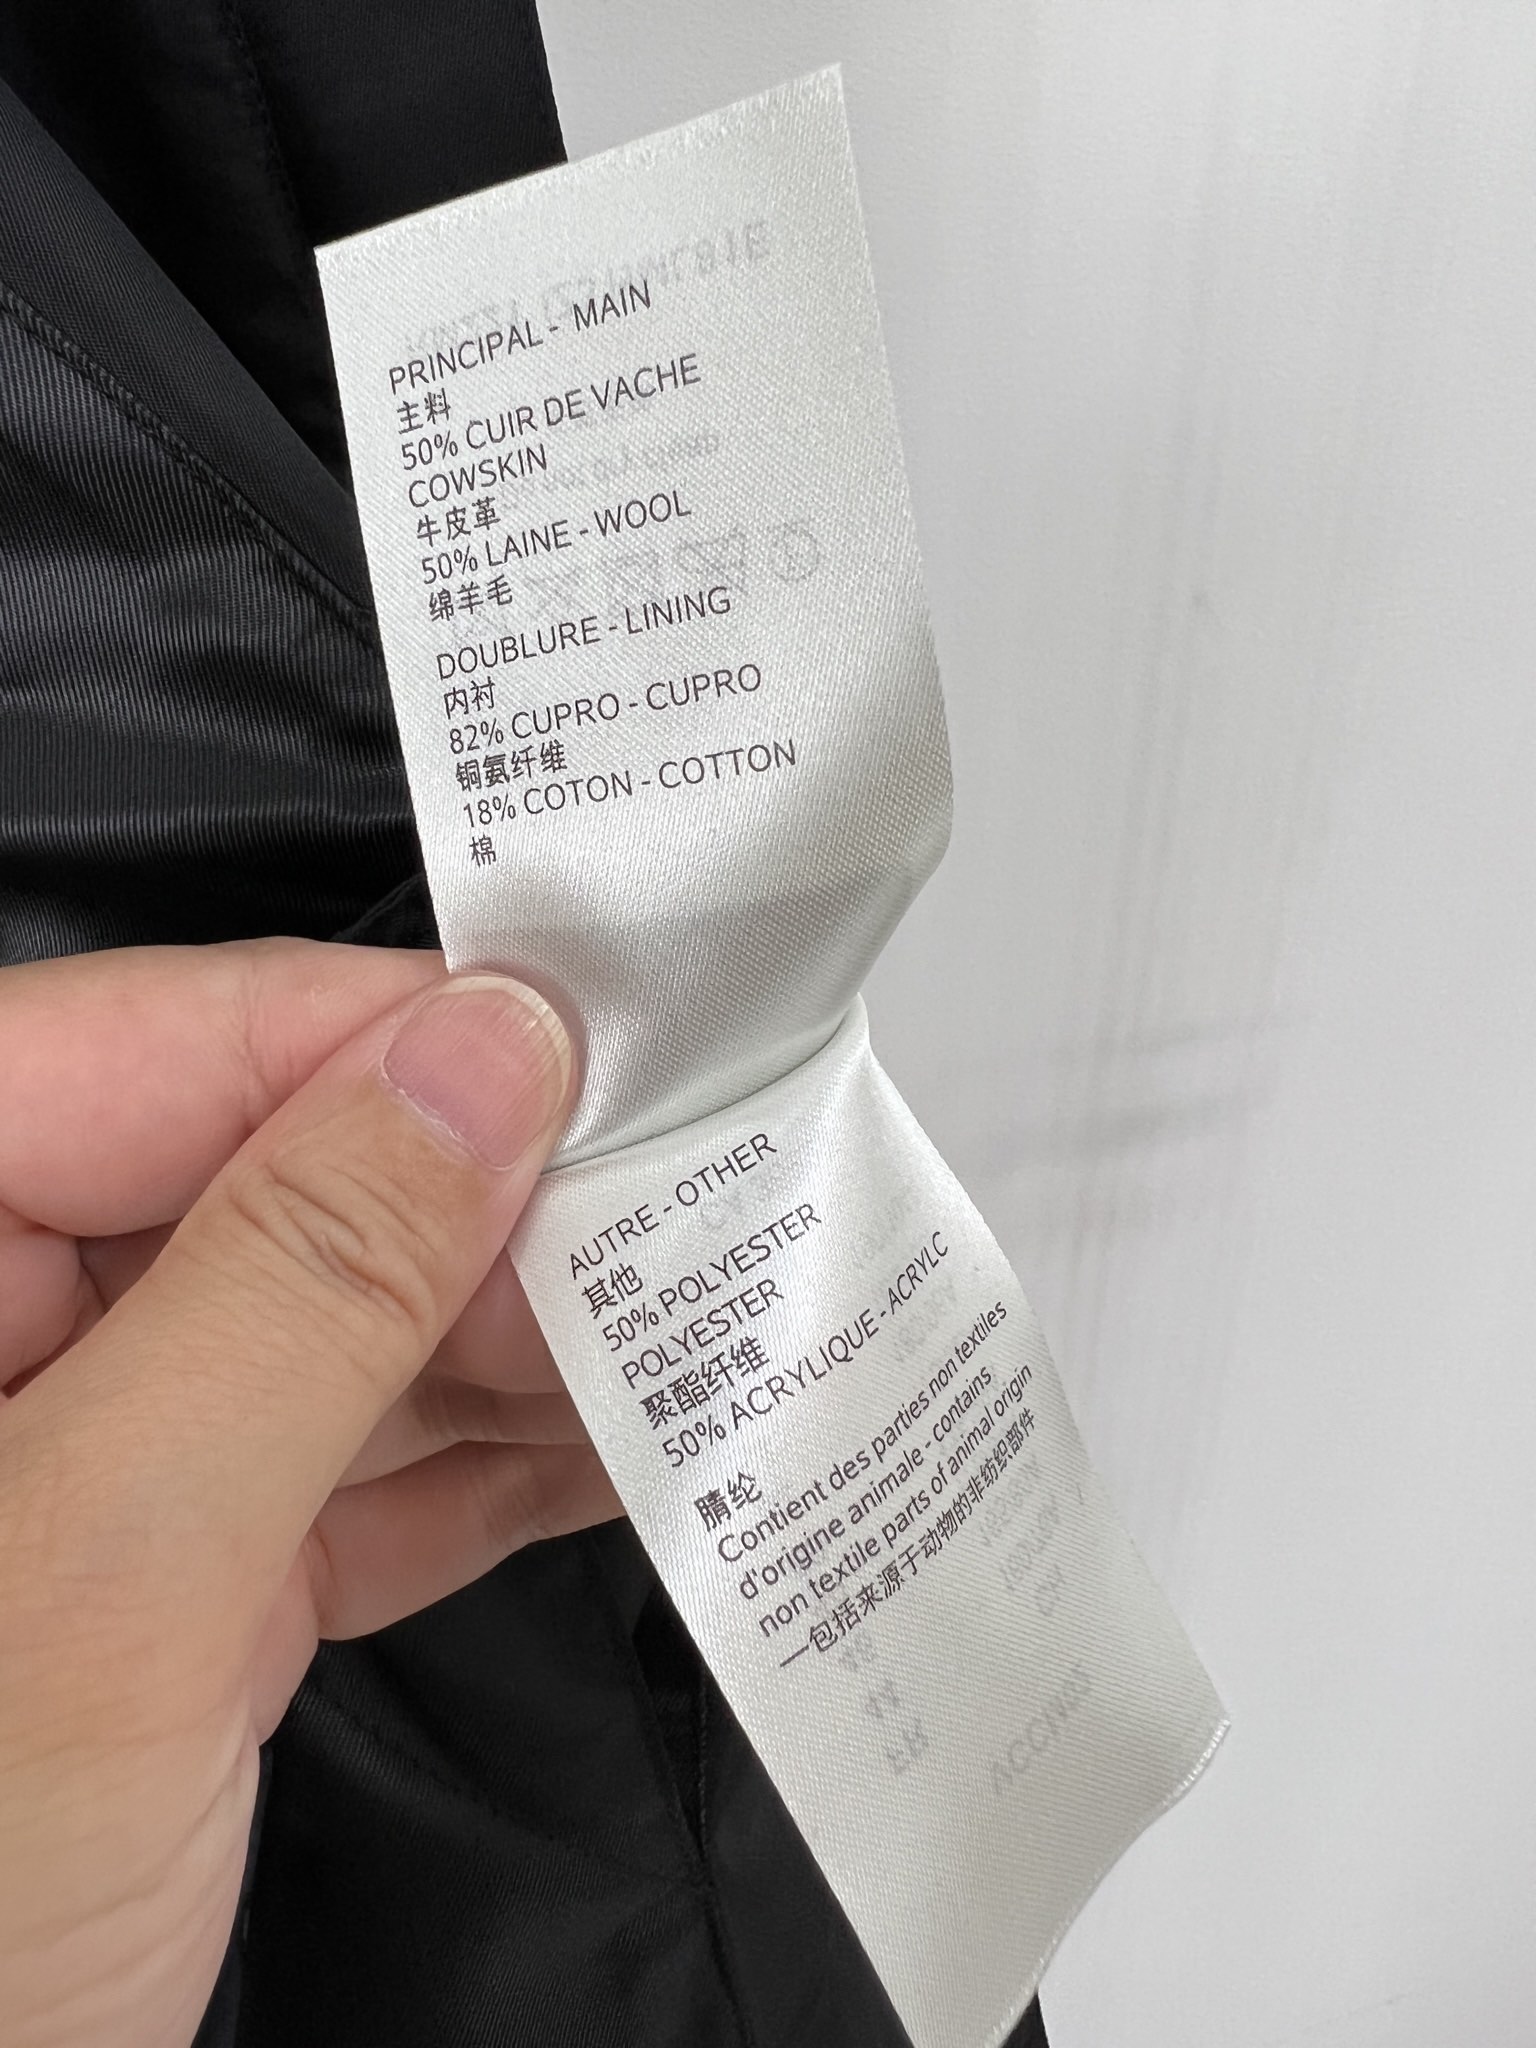 PRINCIPAL - MAIN
主料
50% CUIR DE VACHE
COWSKIN
牛皮革
50% LAINE - WOOL
绵羊毛
DOUBLURE - LINING
内衬
82% CUPRO - CUPRO
铜氨纤维
18% COTON - COTTON
棉
AUTRE - OTHER
其他
50% POLYESTER
POLYESTER
聚酯纤维
50% ACRYLIQUE - ACRYLC
腈纶
Contient des parties non textiles
d'origine animale - contains
non textile parts of animal origin
一包括来源于动物的非纺织部件